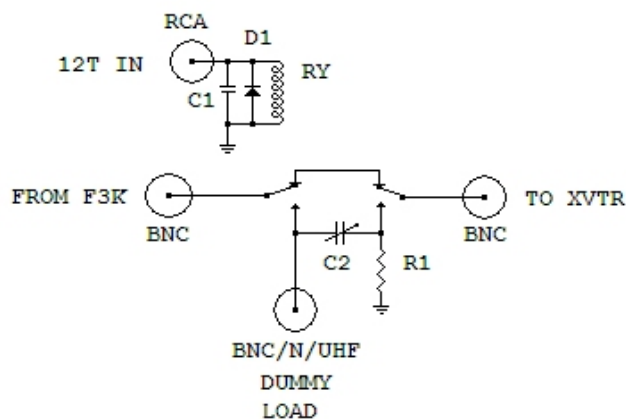 RCA
D1
12T IN
RY
C1
FROM F3K
TO XVTR
BNC
BNC
C2
R1
BNC/N/UHF
DUMMY
LOAD